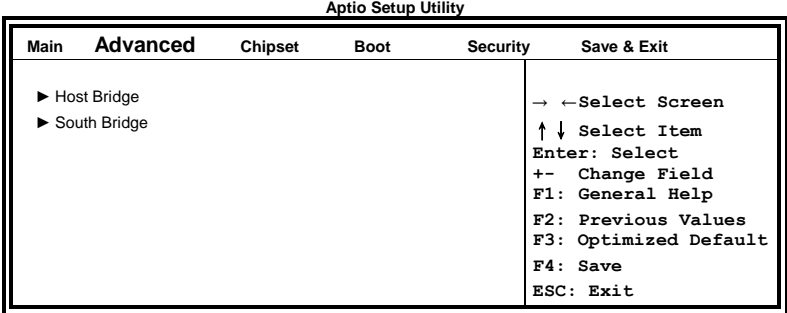 Aptio Setup Utility
Main Advanced Chipset Boot Security Save & Exit
► Host Bridge
► South Bridge
→ ←Select Screen
↑↓ Select Item
Enter: Select
+- Change Field
F1: General Help
F2: Previous Values
F3: Optimized Default
F4: Save
ESC: Exit